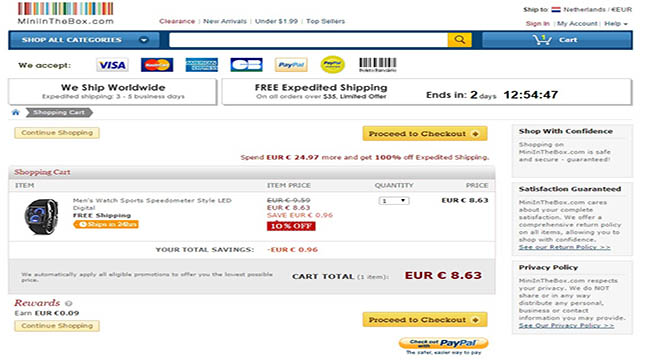 MiniInTheBox.com
Ship to: Netherlands / €EUR
Clearance | New Arrivals | Under $1.99 | Top Sellers
Sign In | My Account | Help
SHOP ALL CATEGORIES
1
Cart
We accept:
VISA
MasterCard
AMERICAN EXPRESS
CB
PayPal
PayU
Boleto Bancário
We Ship Worldwide
Expedited shipping: 3 - 5 business days
FREE Expedited Shipping
On all orders over $35, Limited Offer
Ends in: 2 days 12:54:47
Shopping Cart
Continue Shopping
Proceed to Checkout
Spend EUR € 24.97 more and get 100% off Expedited Shipping.
Shopping Cart
ITEM
ITEM PRICE
QUANTITY
PRICE
Men's Watch Sports Speedometer Style LED
Digital
FREE Shipping
Ships in 24hrs
EUR € 9.59
EUR € 8.63
SAVE EUR € 0.96
10% OFF
1
EUR € 8.63
YOUR TOTAL SAVINGS:
-EUR € 0.96
We automatically apply all eligible promotions to offer you the lowest possible
price.
CART TOTAL (1 item):
EUR € 8.63
Rewards
Earn EUR €0.09
Continue Shopping
Proceed to Checkout
Check out
with PayPal
The safer, easier way to pay
Shop With Confidence
Shopping on
MiniInTheBox.com is safe
and secure - guaranteed!
Satisfaction Guaranteed
MiniInTheBox.com cares
about your complete
satisfaction. We offer a
comprehensive return policy
on all items, allowing you to
shop with confidence.
See our Return Policy >>
Privacy Policy
MiniInTheBox.com respects
your privacy. We do NOT
share or in any way
distribute any personal,
business or contact
information you may provide.
See Our Privacy Policy >>